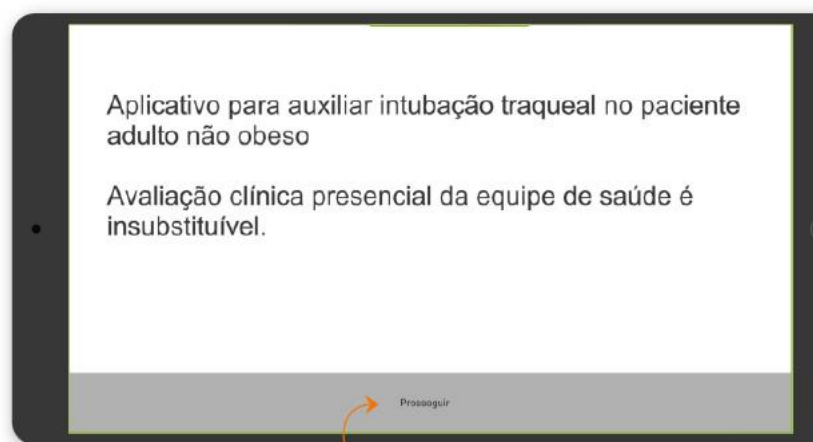 Aplicativo para auxiliar intubação traqueal no paciente
adulto não obeso
Avaliação clínica presencial da equipe de saúde é
insubstituível.
Prosseguir